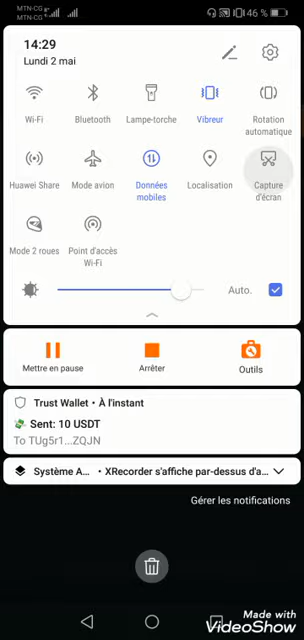 MTN-CG
MTN-CG
46 %
14:29
Lundi 2 mai
Wi-Fi
Bluetooth
Lampe-torche
Vibreur
Rotation
automatique
Huawei Share
Mode avion
Données
mobiles
Localisation
Capture
d'écran
Mode 2 roues
Point d'accès
Wi-Fi
Auto.
Mettre en pause
Arrêter
Outils
Trust Wallet • À l'instant
Sent: 10 USDT
To TUg5r1...ZQJN
Système A... • XRecorder s'affiche par-dessus d'a...
Gérer les notifications
Made with
VideoShow